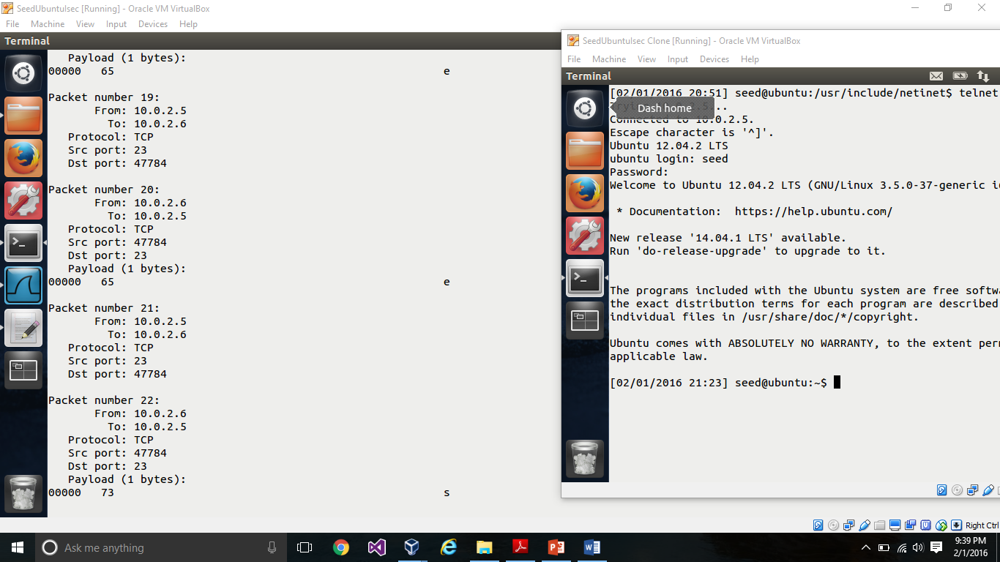 SeedUbuntuIsec [Running] - Oracle VM VirtualBox
File Machine View Input Devices Help
Terminal
Payload (1 bytes):
00000 65 e
Packet number 19:
From: 10.0.2.5
To: 10.0.2.6
Protocol: TCP
Src port: 23
Dst port: 47784
Packet number 20:
From: 10.0.2.6
To: 10.0.2.5
Protocol: TCP
Src port: 47784
Dst port: 23
Payload (1 bytes):
00000 65 e
Packet number 21:
From: 10.0.2.5
To: 10.0.2.6
Protocol: TCP
Src port: 23
Dst port: 47784
Packet number 22:
From: 10.0.2.6
To: 10.0.2.5
Protocol: TCP
Src port: 47784
Dst port: 23
Payload (1 bytes):
00000 73 s
SeedUbuntuIsec Clone [Running] - Oracle VM VirtualBox
File Machine View Input Devices Help
Terminal
[02/01/2016 20:51] seed@ubuntu:/usr/include/netinet$ telnet
Dash home
Connected to 10.0.2.5.
Escape character is '^]'.
Ubuntu 12.04.2 LTS
ubuntu login: seed
Password:
Welcome to Ubuntu 12.04.2 LTS (GNU/Linux 3.5.0-37-generic
* Documentation: https://help.ubuntu.com/
New release '14.04.1 LTS' available.
Run 'do-release-upgrade' to upgrade to it.
The programs included with the Ubuntu system are free softwa
the exact distribution terms for each program are described
individual files in /usr/share/doc/*/copyright.
Ubuntu comes with ABSOLUTELY NO WARRANTY, to the extent per
applicable law.
[02/01/2016 21:23] seed@ubuntu:~$
Right Ctrl
Ask me anything
9:39 PM
2/1/2016